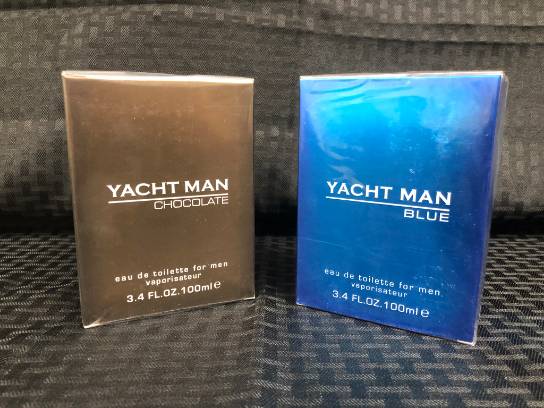 YACHT MAN
CHOCOLATE
eau de toilette for men
vaporisateur
3.4 FL.OZ.100ml℮
YACHT MAN
BLUE
eau de toilette for men
vaporisateur
3.4 FL.OZ.100ml℮